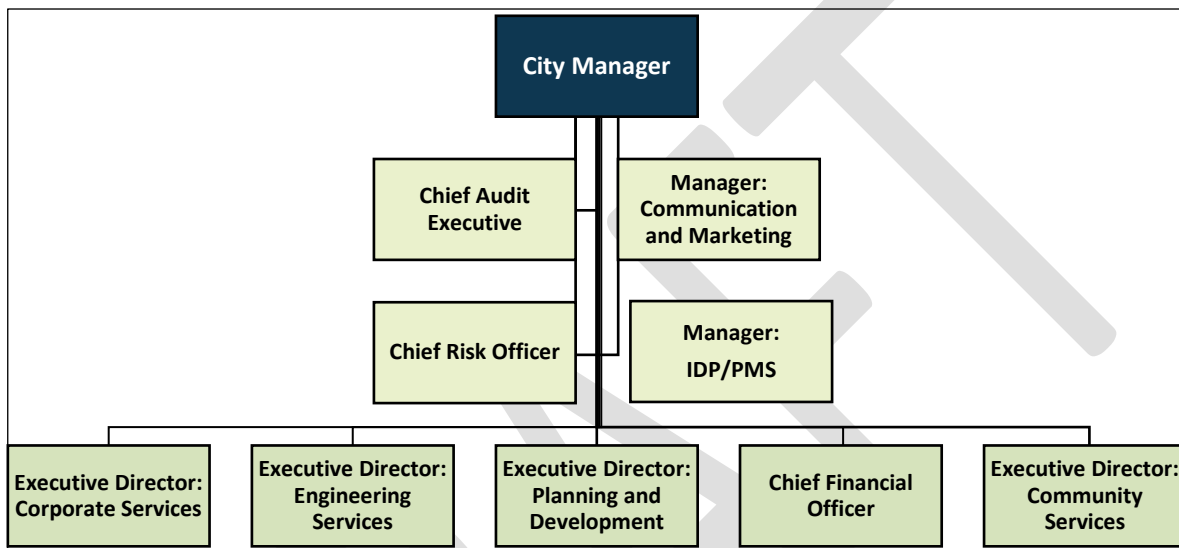 City Manager
Chief Audit
Executive
Manager:
Communication
and Marketing
Chief Risk Officer
Manager:
IDP/PMS
Executive Director:
Corporate Services
Executive Director:
Engineering
Services
Executive Director:
Planning and
Development
Chief Financial
Officer
Executive Director:
Community
Services